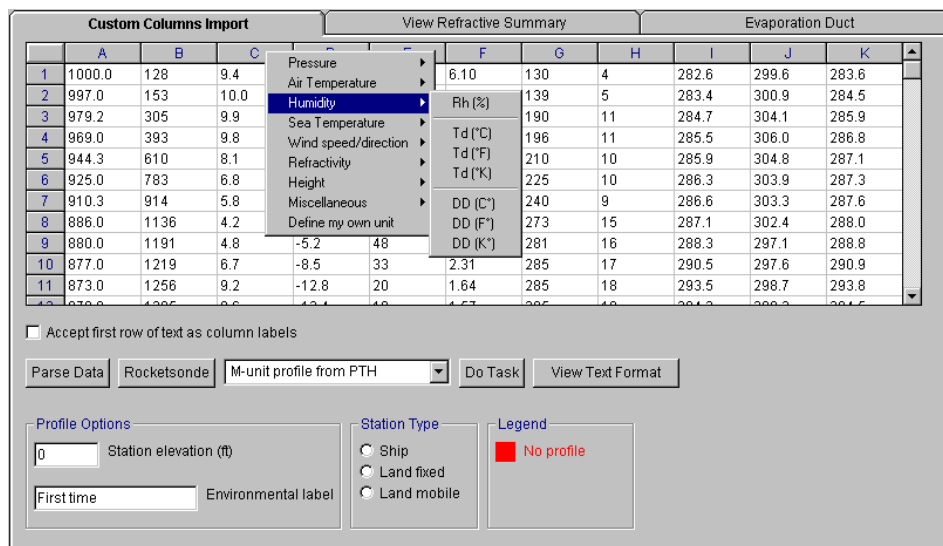 Custom Columns Import View Refractive Summary Evaporation Duct
A B C F G H I J K
1 1000.0 128 9.4 6.10 130 4 282.6 299.6 283.6
2 997.0 153 10.0 139 5 283.4 300.9 284.5
3 979.2 305 9.9 190 11 284.7 304.1 285.9
4 969.0 393 9.8 196 11 285.5 306.0 286.8
5 944.3 610 8.1 210 10 285.9 304.8 287.1
6 925.0 783 6.8 225 10 286.3 303.9 287.3
7 910.3 914 5.8 240 9 286.6 303.3 287.6
8 886.0 1136 4.2 273 15 287.1 302.4 288.0
9 880.0 1191 4.8 -5.2 48 281 16 288.3 297.1 288.8
10 877.0 1219 6.7 -8.5 33 2.31 285 17 290.5 297.6 290.9
11 873.0 1256 9.2 -12.8 20 1.64 285 18 293.5 298.7 293.8
Pressure
Air Temperature
Humidity
Sea Temperature
Wind speed/direction
Refractivity
Height
Miscellaneous
Define my own unit
Rh (%)
Td (°C)
Td (°F)
Td (°K)
DD (C°)
DD (F°)
DD (K°)
Accept first row of text as column labels
Parse Data Rocketsonde M-unit profile from PTH Do Task View Text Format
Profile Options
0 Station elevation (ft)
First time Environmental label
Station Type
Ship
Land fixed
Land mobile
Legend
No profile